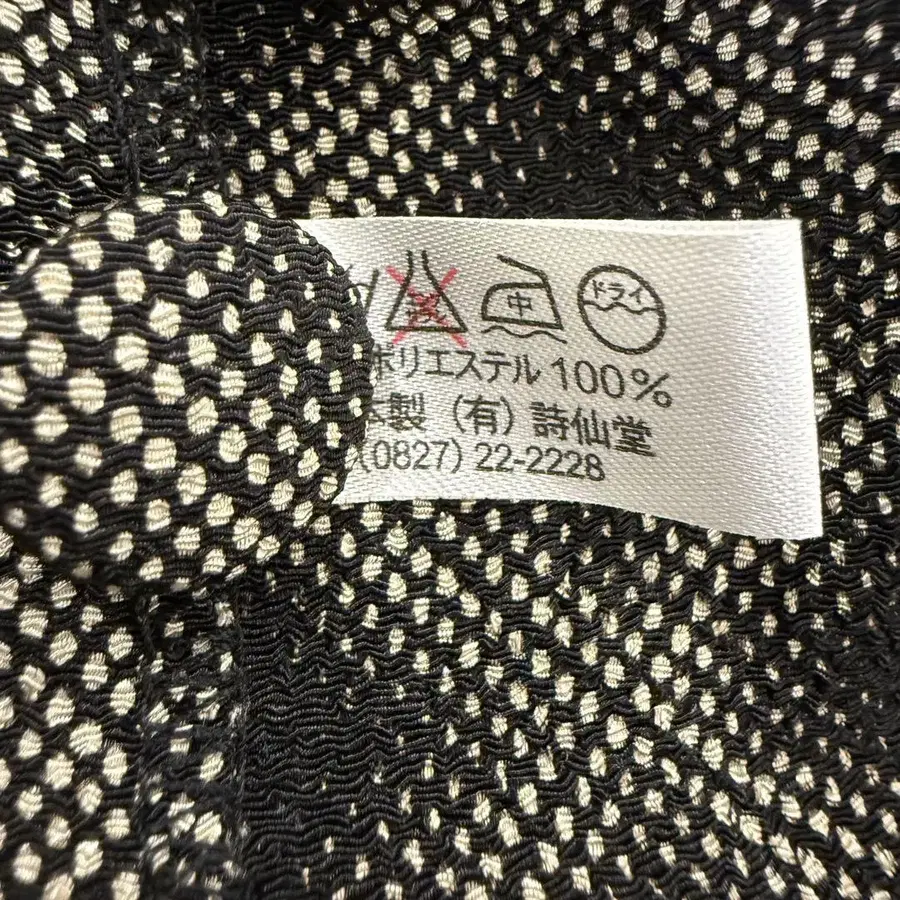 中 ドライ
ポリエステル 100%
本製 (有) 詩仙堂
(0827) 22-2228